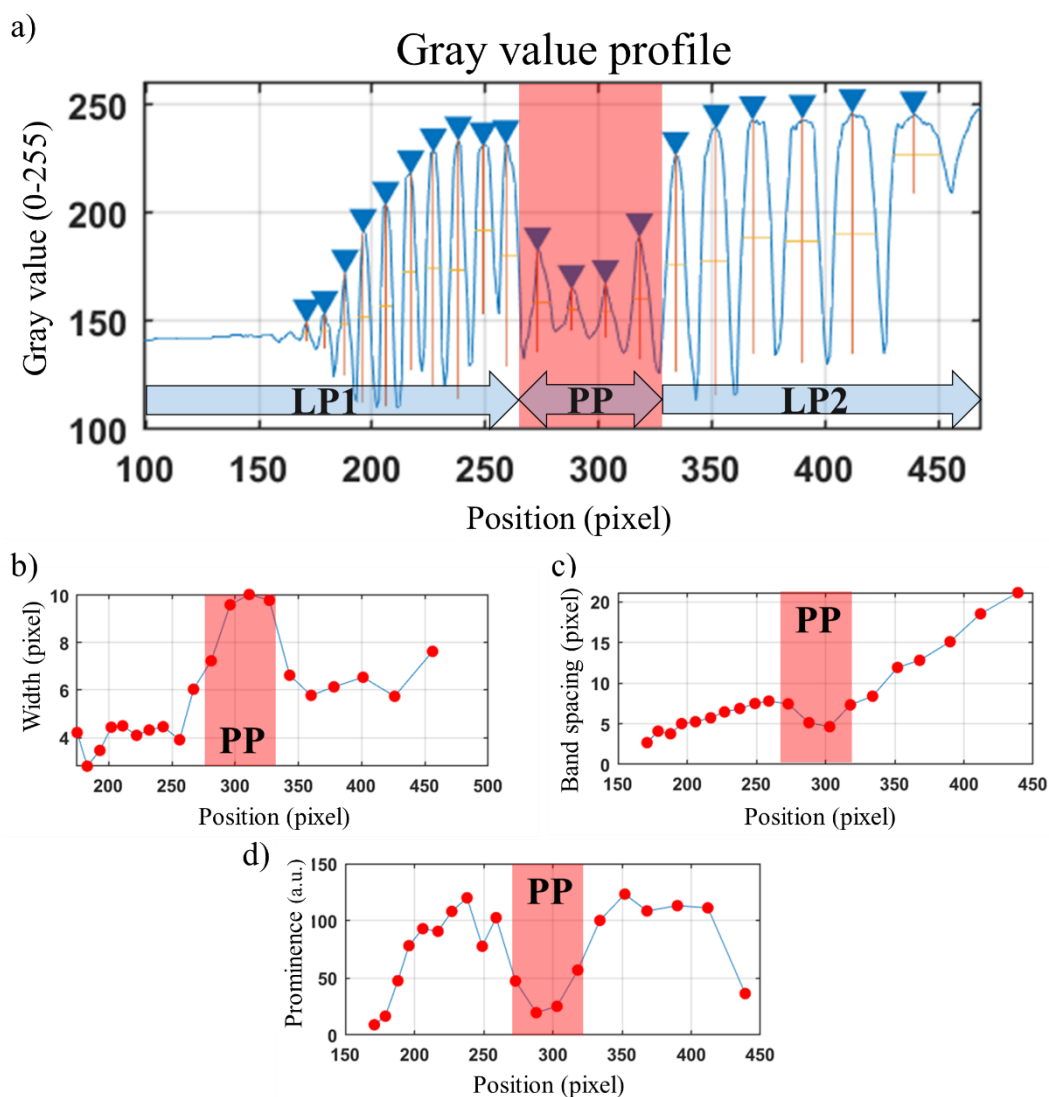 a)
Gray value profile
Gray value (0-255)
250
200
150
100
LP1
PP
LP2
100
150
200
250
300
350
400
450
Position (pixel)
b)
Width (pixel)
10
8
6
4
PP
200
250
300
350
400
450
500
Position (pixel)
c)
Band spacing (pixel)
20
15
10
5
0
PP
150
200
250
300
350
400
450
Position (pixel)
d)
Prominence (a.u.)
150
100
50
0
PP
150
200
250
300
350
400
450
Position (pixel)